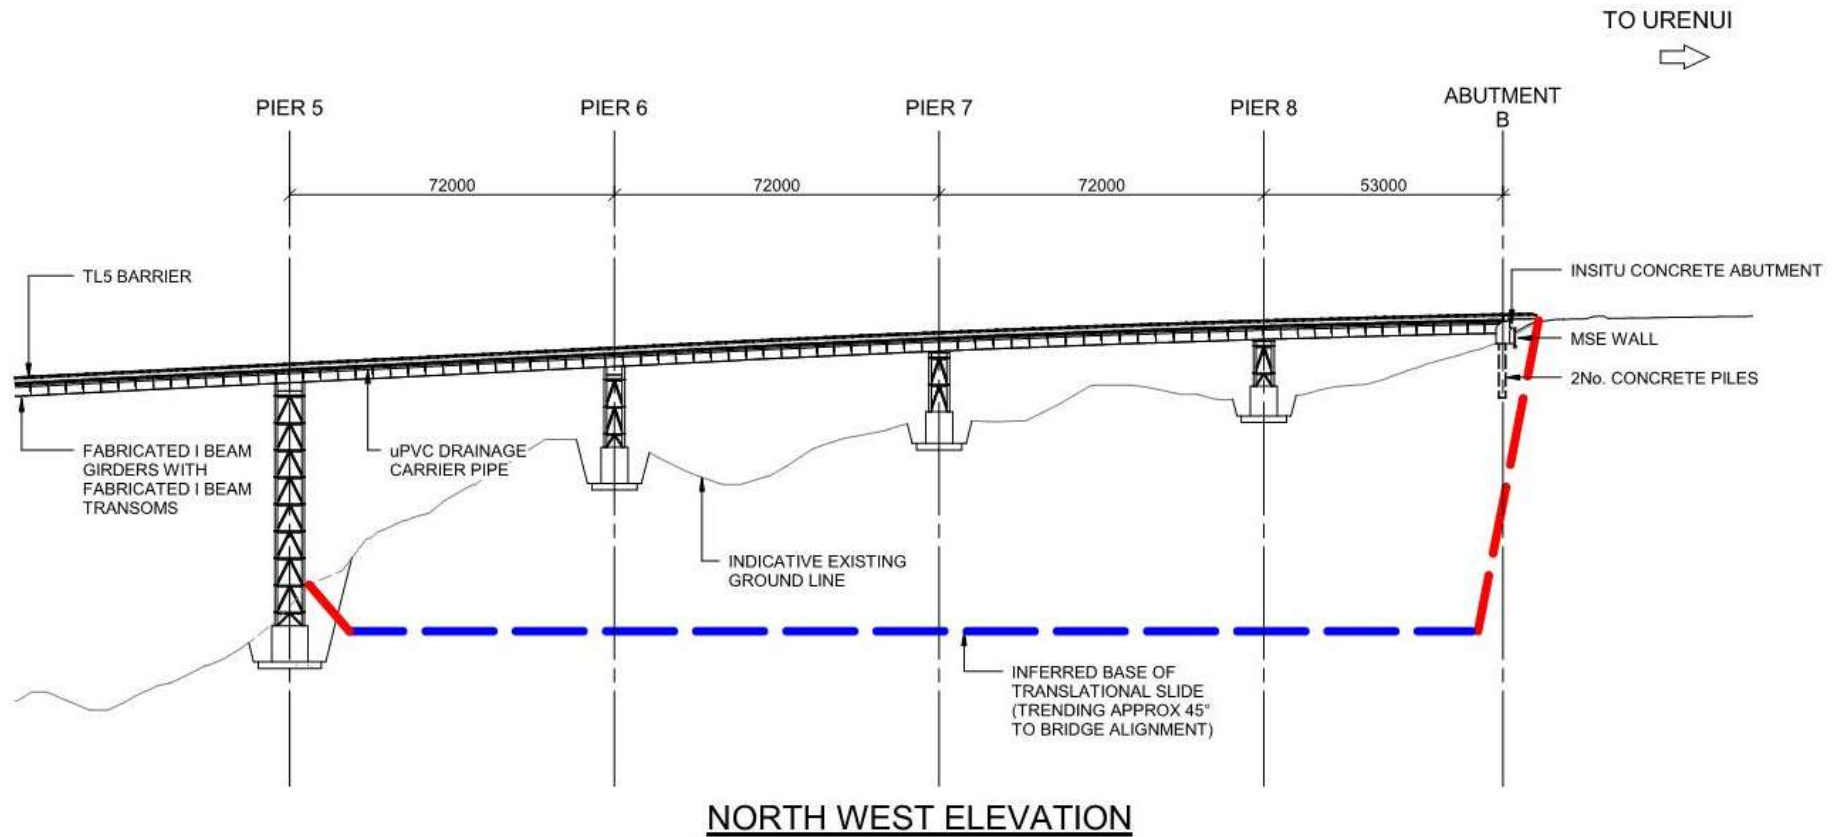 TO URENUI
PIER 5
PIER 6
PIER 7
PIER 8
ABUTMENT
B
72000
72000
72000
53000
TL5 BARRIER
INSITU CONCRETE ABUTMENT
MSE WALL
2No. CONCRETE PILES
FABRICATED I BEAM
GIRDERS WITH
FABRICATED I BEAM
TRANSOMS
uPVC DRAINAGE
CARRIER PIPE
INDICATIVE EXISTING
GROUND LINE
INFERRED BASE OF
TRANSLATIONAL SLIDE
(TRENDING APPROX 45°
TO BRIDGE ALIGNMENT)
NORTH WEST ELEVATION